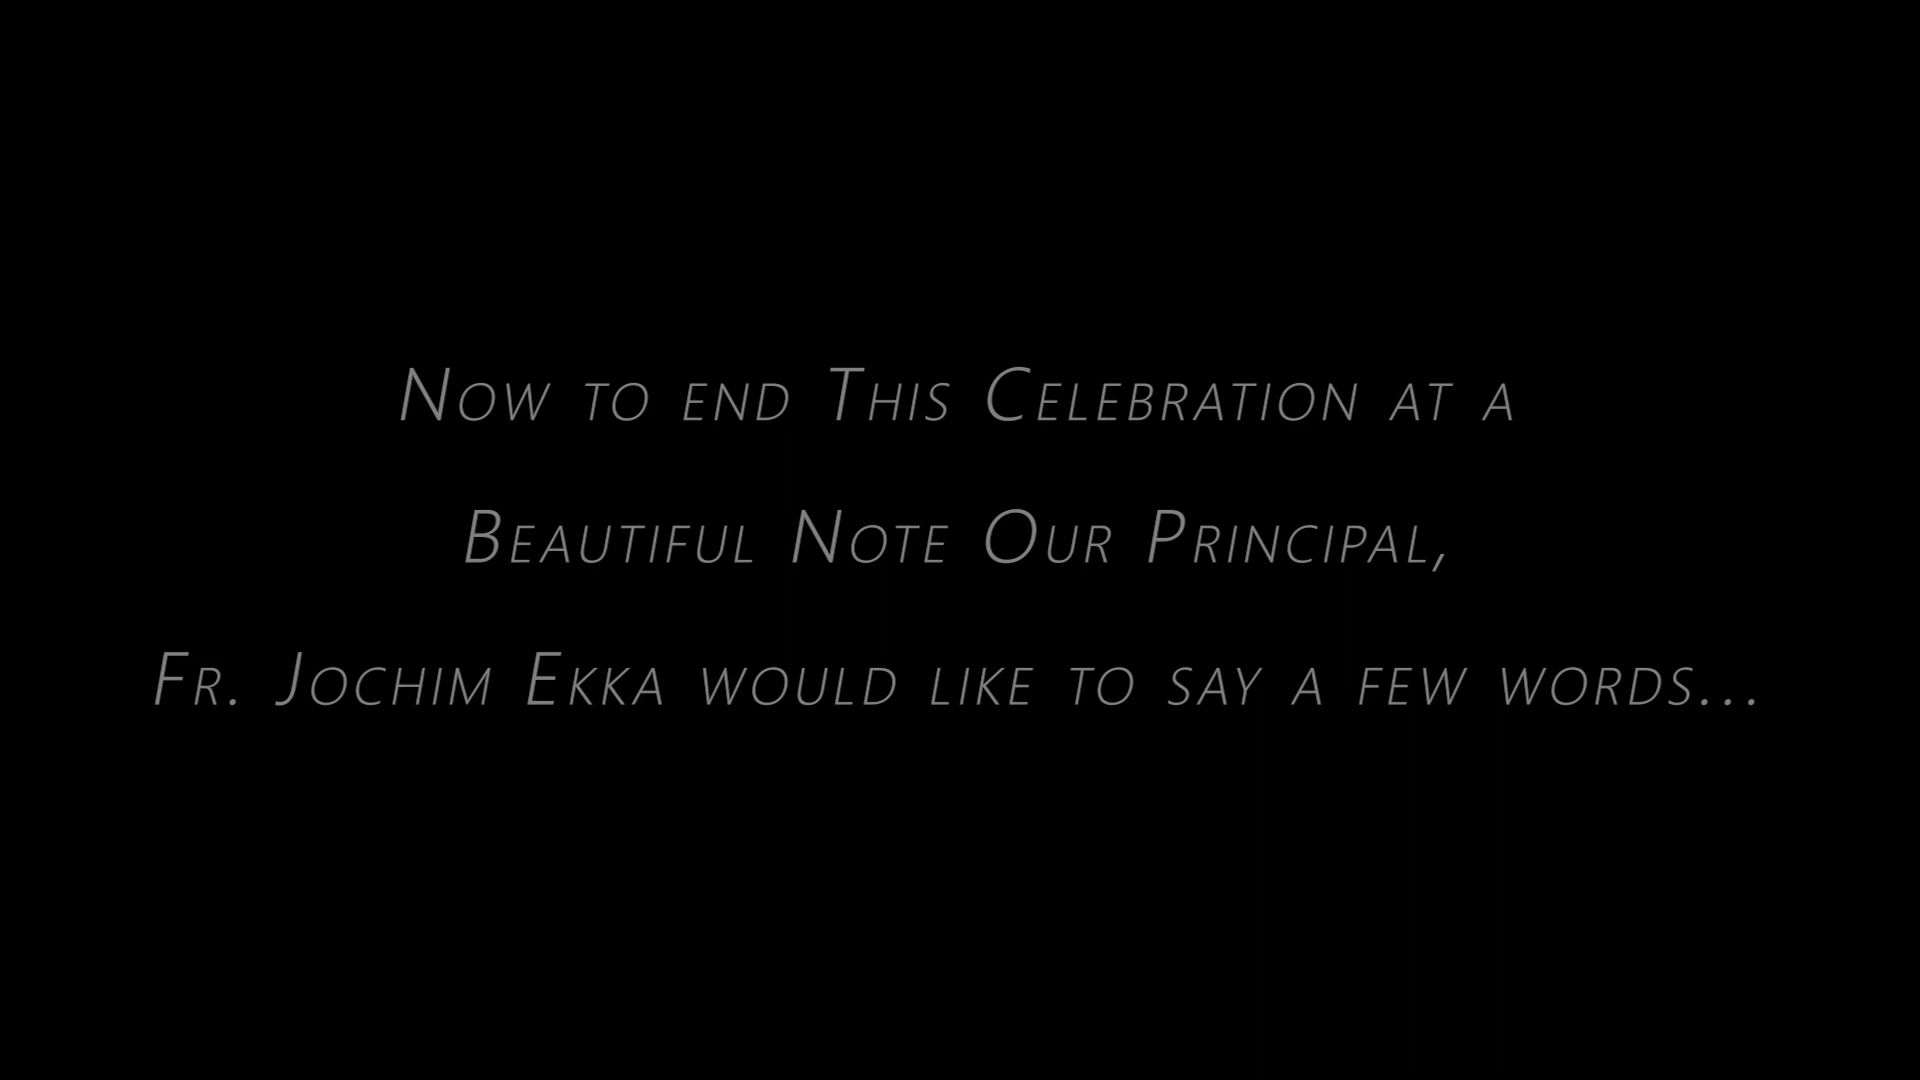 Now to end This Celebration at a
Beautiful Note Our Principal,
Fr. Jochim Ekka would like to say a few words...